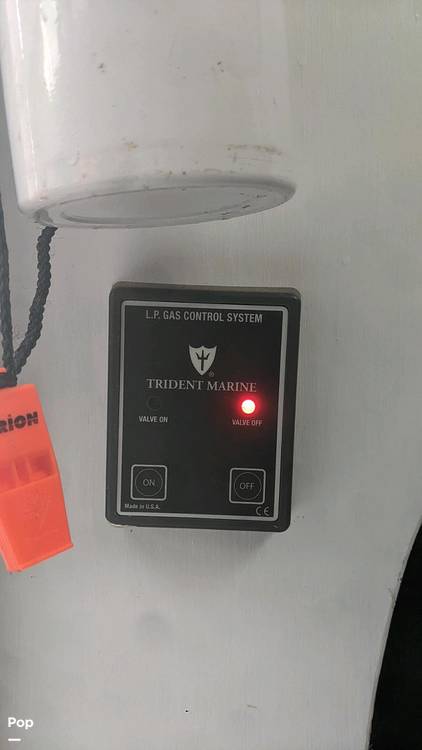 L.P. GAS CONTROL SYSTEM
®
TRIDENT MARINE
VALVE ON
VALVE OFF
RION
ON
OFF
Made in U.S.A.
CE
Pop